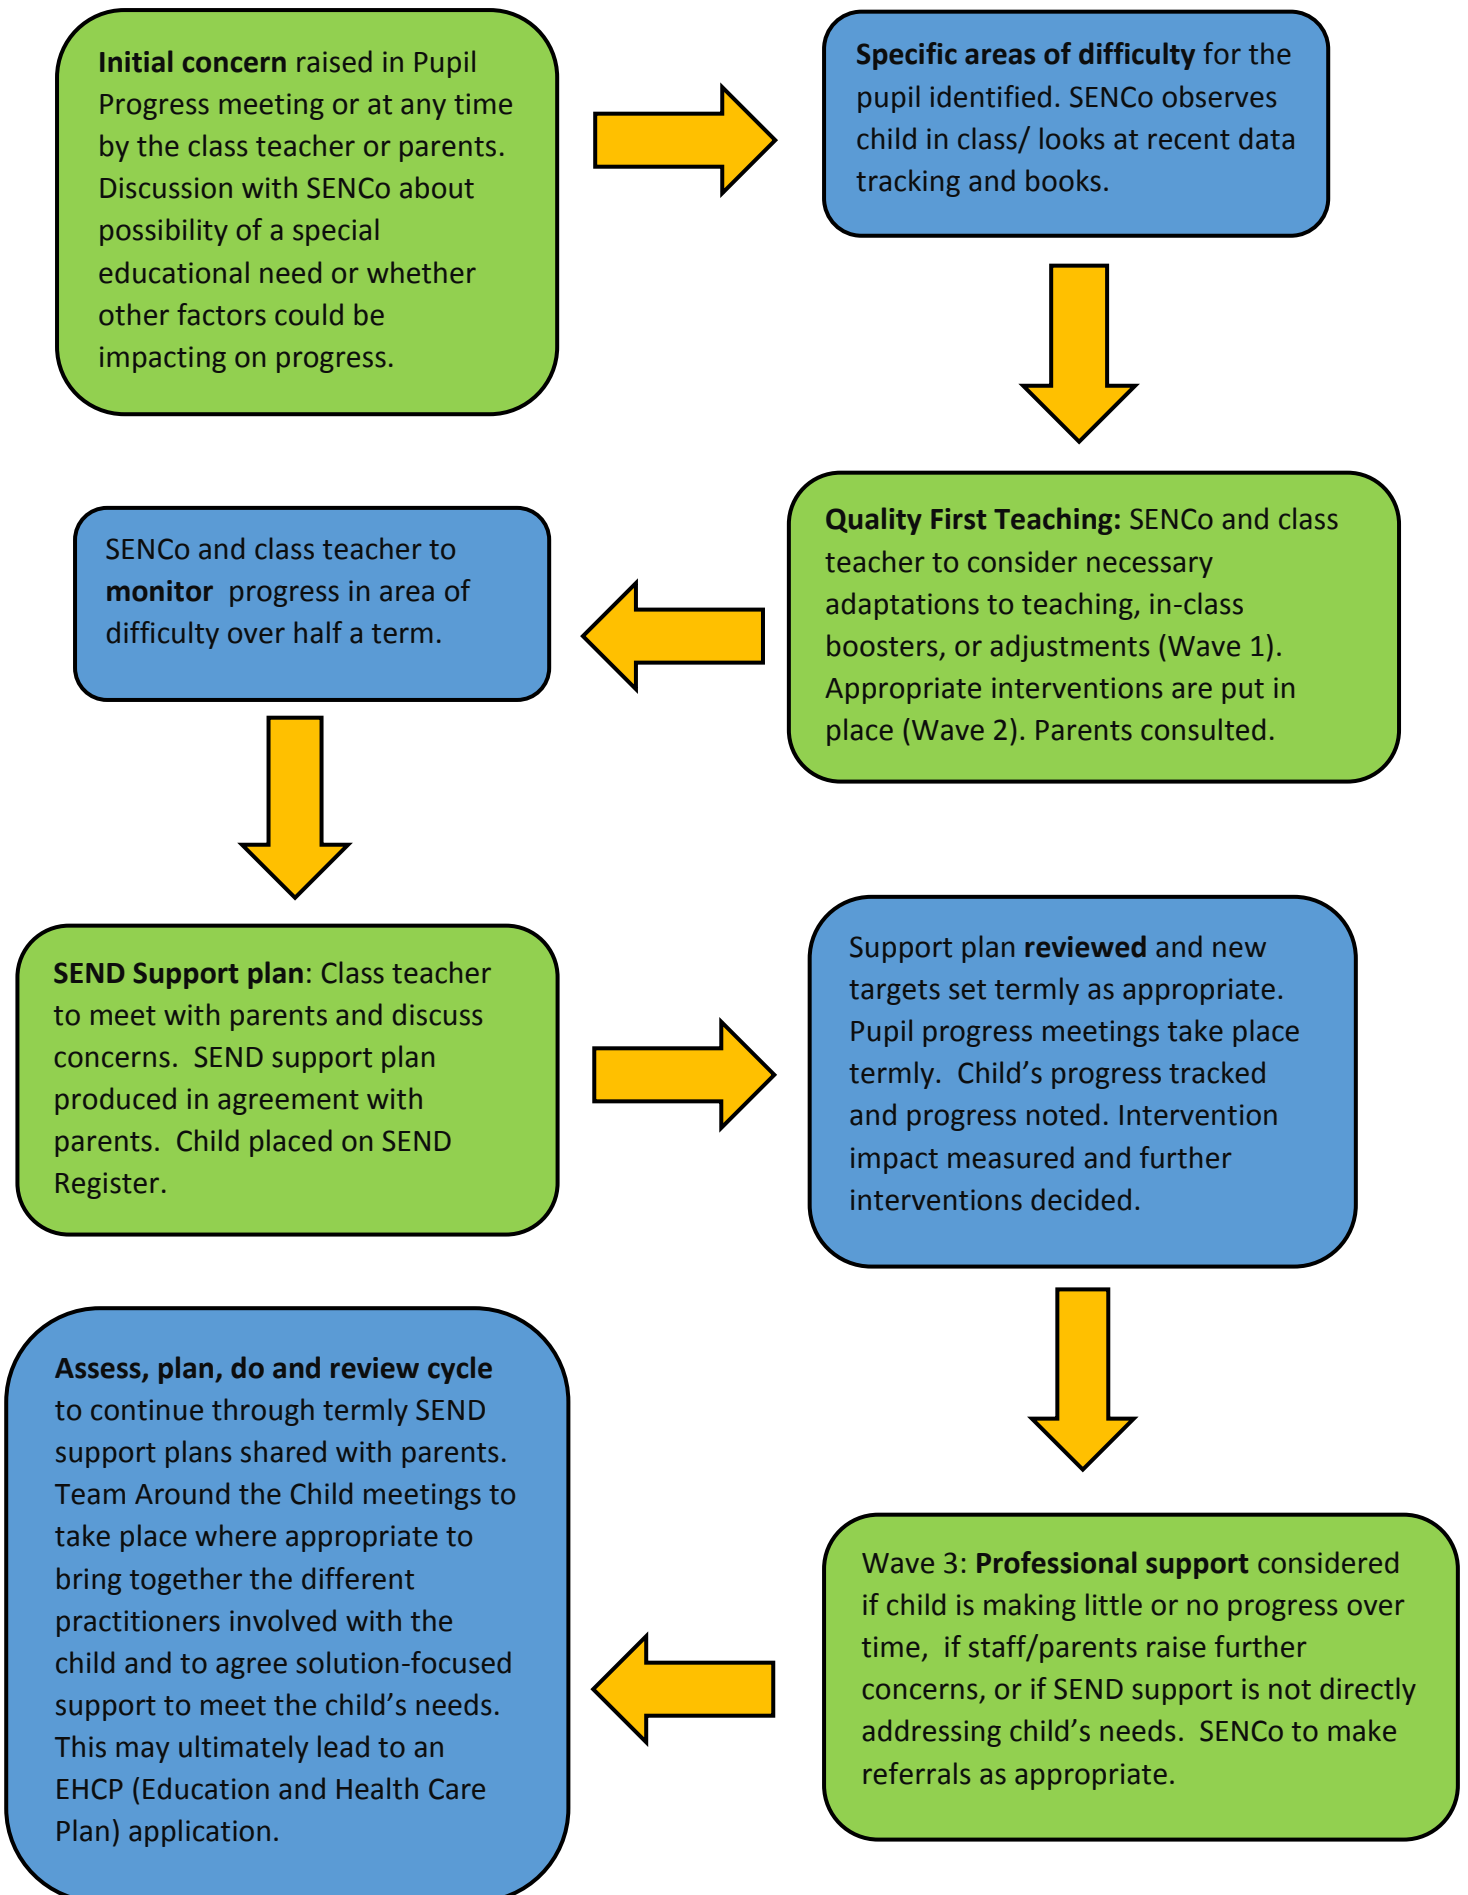 Initial concern raised in Pupil
Progress meeting or at any time
by the class teacher or parents.
Discussion with SENCo about
possibility of a special
educational need or whether
other factors could be
impacting on progress.
Specific areas of difficulty for the
pupil identified. SENCo observes
child in class/ looks at recent data
tracking and books.
Quality First Teaching: SENCo and class
teacher to consider necessary
adaptations to teaching, in-class
boosters, or adjustments (Wave 1).
Appropriate interventions are put in
place (Wave 2). Parents consulted.
SENCo and class teacher to
monitor  progress in area of
difficulty over half a term.
SEND Support plan: Class teacher
to meet with parents and discuss
concerns.  SEND support plan
produced in agreement with
parents.  Child placed on SEND
Register.
Support plan reviewed and new
targets set termly as appropriate.
Pupil progress meetings take place
termly.  Child’s progress tracked
and progress noted. Intervention
impact measured and further
interventions decided.
Wave 3: Professional support considered
if child is making little or no progress over
time,  if staff/parents raise further
concerns, or if SEND support is not directly
addressing child’s needs.  SENCo to make
referrals as appropriate.
Assess, plan, do and review cycle
to continue through termly SEND
support plans shared with parents.
Team Around the Child meetings to
take place where appropriate to
bring together the different
practitioners involved with the
child and to agree solution-focused
support to meet the child’s needs.
This may ultimately lead to an
EHCP (Education and Health Care
Plan) application.